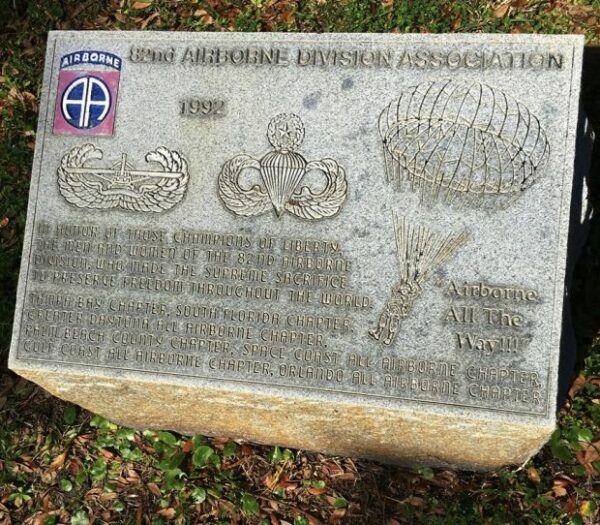 AIRBORNE
AA
82nd AIRBORNE DIVISION ASSOCIATION
1992
IN HONOR OF THOSE CHAMPIONS OF LIBERTY,
THE MEN AND WOMEN OF THE 82ND AIRBORNE
DIVISION, WHO MADE THE SUPREME SACRIFICE
TO PRESERVE FREEDOM THROUGHOUT THE WORLD.
TAMPA BAY CHAPTER, SOUTH FLORIDA CHAPTER,
GREATER DAYTONA ALL AIRBORNE CHAPTER,
PALM BEACH COUNTY CHAPTER, SPACE COAST ALL AIRBORNE CHAPTER,
GULF COAST ALL AIRBORNE CHAPTER, ORLANDO ALL AIRBORNE CHAPTER
"Airborne
All The
Way!!!!"